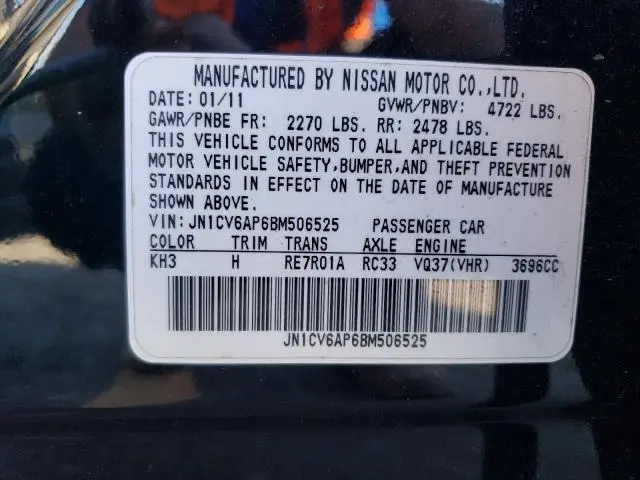 MANUFACTURED BY NISSAN MOTOR CO.,LTD.
DATE: 01/11 GVWR/PNBV: 4722 LBS.
GAWR/PNBE FR: 2270 LBS. RR: 2478 LBS.
THIS VEHICLE CONFORMS TO ALL APPLICABLE FEDERAL
MOTOR VEHICLE SAFETY,BUMPER,AND THEFT PREVENTION
STANDARDS IN EFFECT ON THE DATE OF MANUFACTURE
SHOWN ABOVE.
VIN: JN1CV6AP6BM506525 PASSENGER CAR
COLOR TRIM TRANS AXLE ENGINE
KH3 H RE7R01A RC33 VQ37(VHR) 3696CC
JN1CV6AP6BM506525